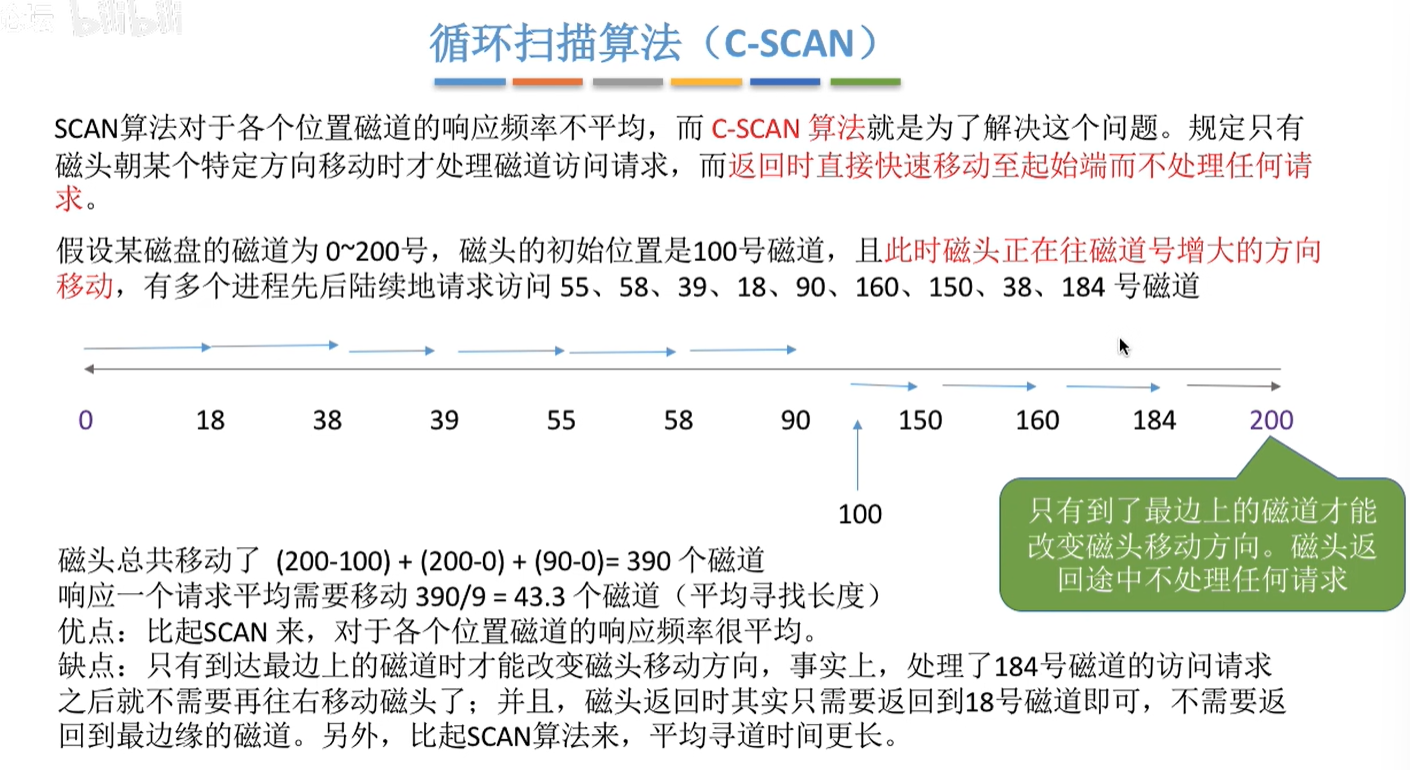 bilibili
循环扫描算法（C-SCAN）
SCAN算法对于各个位置磁道的响应频率不平均，而 C-SCAN 算法就是为了解决这个问题。规定只有
磁头朝某个特定方向移动时才处理磁道访问请求，而返回时直接快速移动至起始端而不处理任何请
求。
假设某磁盘的磁道为 0~200号，磁头的初始位置是100号磁道，且此时磁头正在往磁道号增大的方向
移动，有多个进程先后陆续地请求访问 55、58、39、18、90、160、150、38、184 号磁道
0 18 38 39 55 58 90 150 160 184 200
100
只有到了最边上的磁道才能
改变磁头移动方向。磁头返
回途中不处理任何请求
磁头总共移动了 (200-100) + (200-0) + (90-0)= 390 个磁道
响应一个请求平均需要移动 390/9 = 43.3 个磁道（平均寻找长度）
优点：比起SCAN 来，对于各个位置磁道的响应频率很平均。
缺点：只有到达最边上的磁道时才能改变磁头移动方向，事实上，处理了184号磁道的访问请求
之后就不需要再往右移动磁头了；并且，磁头返回时其实只需要返回到18号磁道即可，不需要返
回到最边缘的磁道。另外，比起SCAN算法来，平均寻道时间更长。